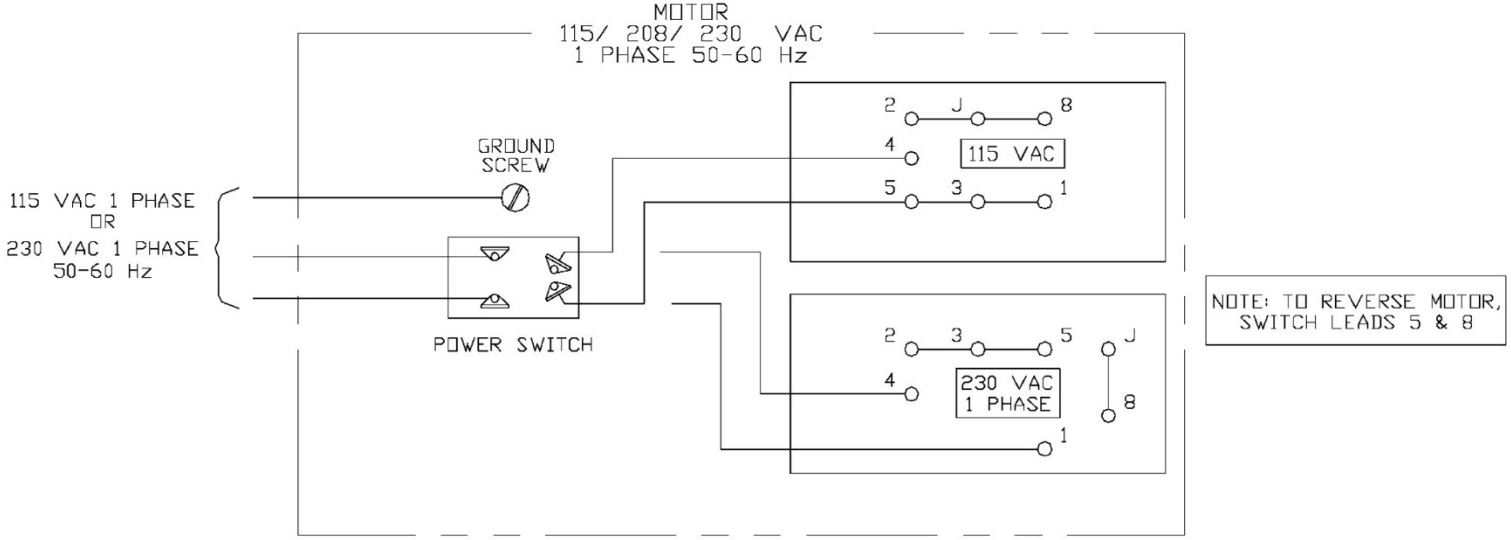 MOTOR
115/ 208/ 230 VAC
1 PHASE 50-60 Hz
GROUND
SCREW
115 VAC 1 PHASE
OR
230 VAC 1 PHASE
50-60 Hz
POWER SWITCH
2 J 8
4
115 VAC
5 3 1
2 3 5 J
4
230 VAC
1 PHASE
8
1
NOTE: TO REVERSE MOTOR,
SWITCH LEADS 5 & 8